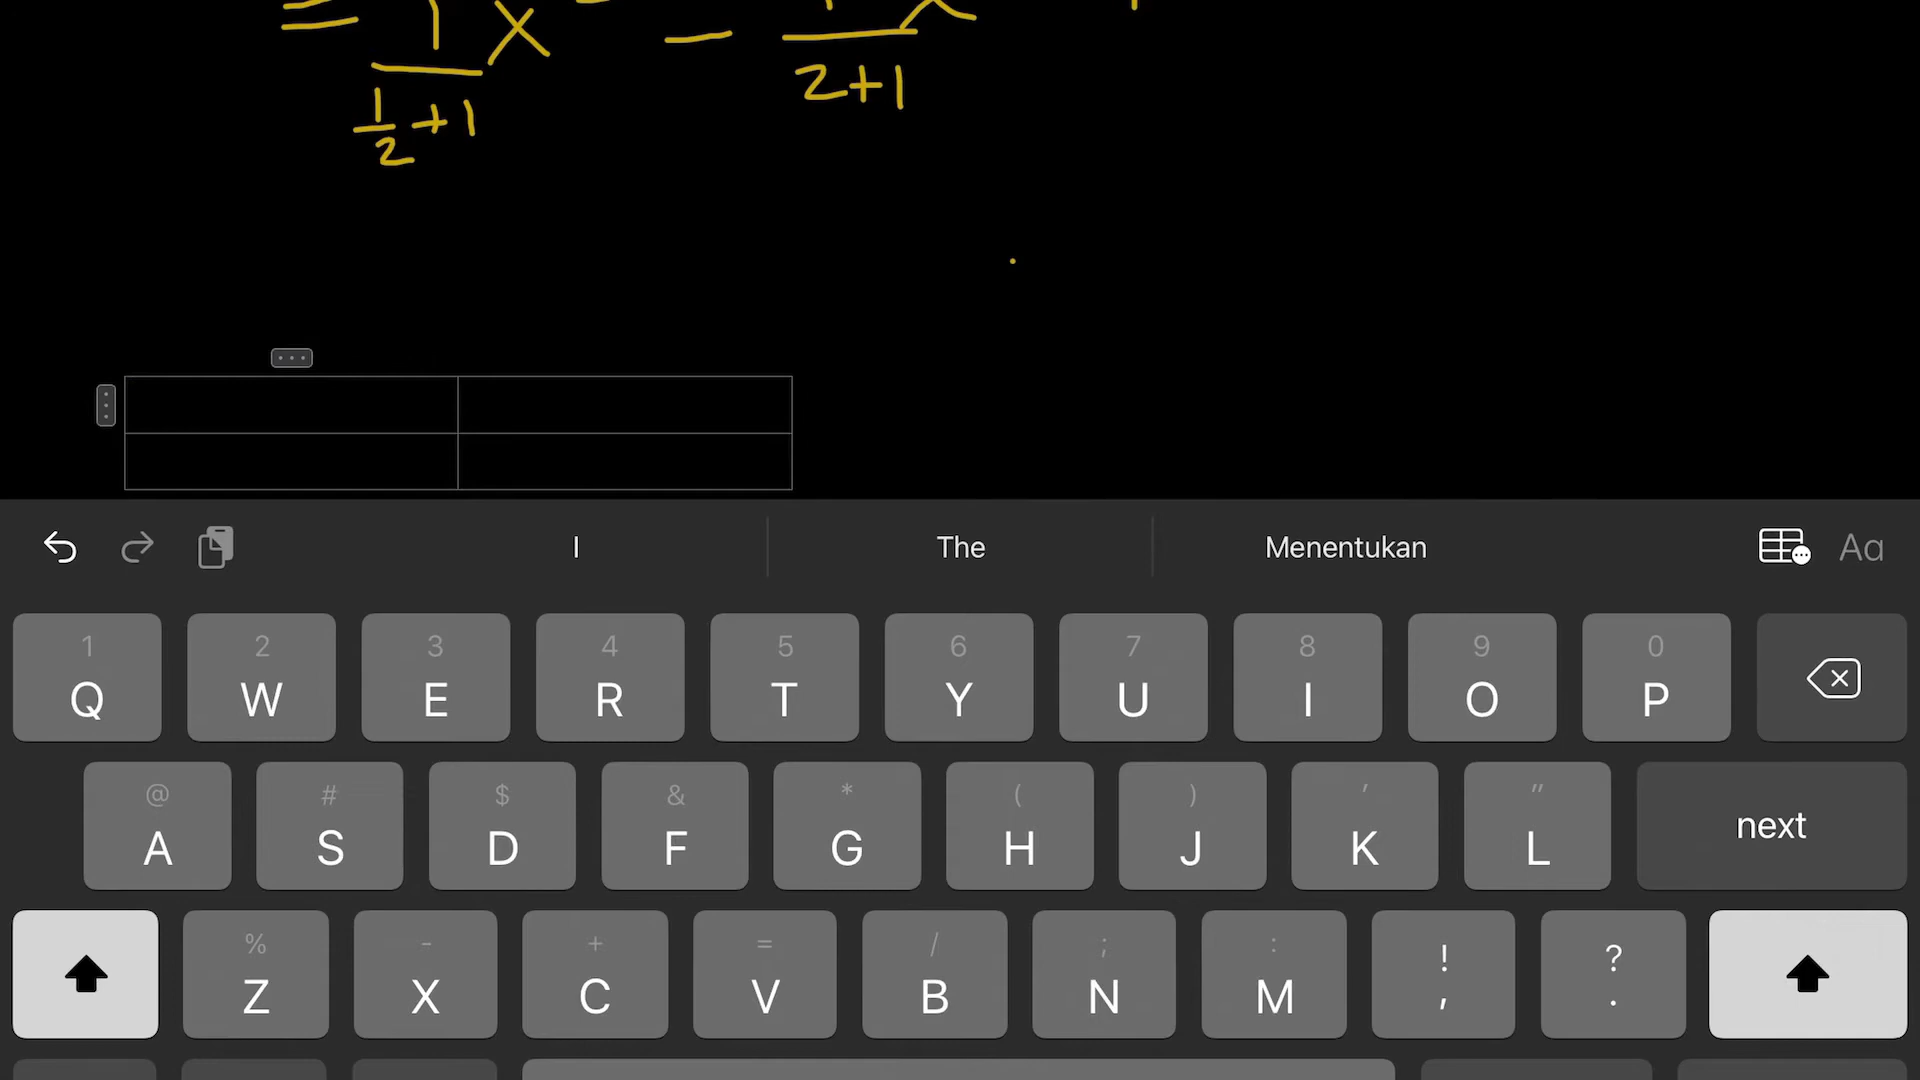 = 1 x - x
1/2 + 1
2+1
I The Menentukan Aa
1 2 3 4 5 6 7 8 9 0
Q W E R T Y U I O P
@ # $ & * ( ) ' "
A S D F G H J K L next
% - + = / ; : ! ?
Z X C V B N M , .